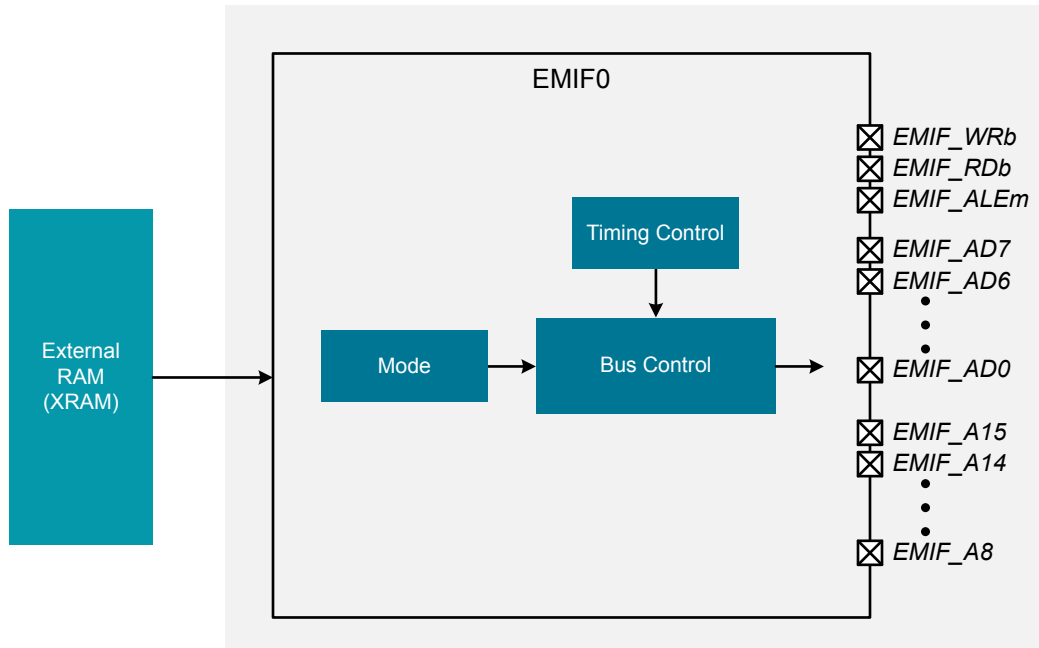 EMIF0
EMIF_WRb
EMIF_RDb
EMIF_ALEm
Timing Control
EMIF_AD7
EMIF_AD6
External
RAM
(XRAM)
Mode
Bus Control
EMIF_AD0
EMIF_A15
EMIF_A14
EMIF_A8